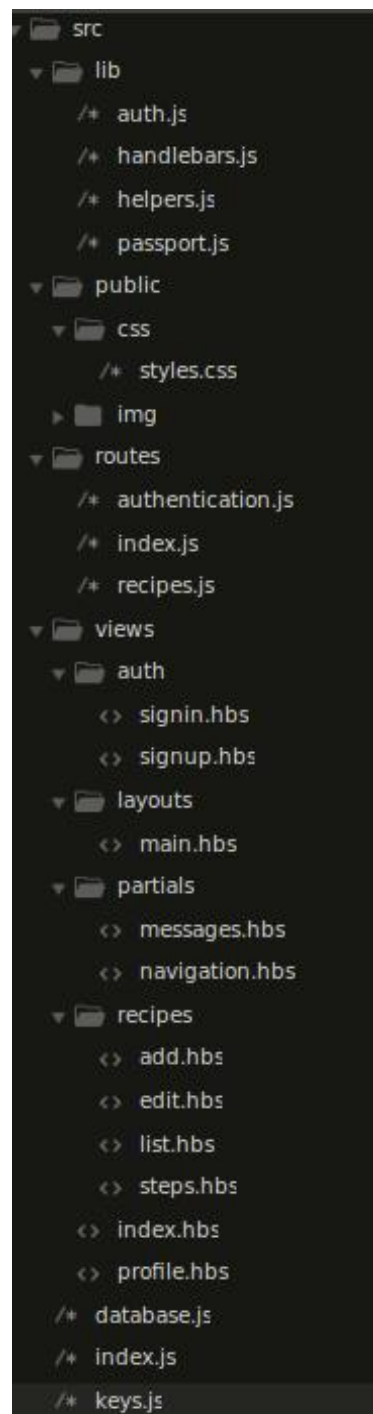 src
lib
/* auth.js
/* handlebars.js
/* helpers.js
/* passport.js
public
css
/* styles.css
img
routes
/* authentication.js
/* index.js
/* recipes.js
views
auth
<> signin.hbs
<> signup.hbs
layouts
<> main.hbs
partials
<> messages.hbs
<> navigation.hbs
recipes
<> add.hbs
<> edit.hbs
<> list.hbs
<> steps.hbs
<> index.hbs
<> profile.hbs
/* database.js
/* index.js
/* keys.js